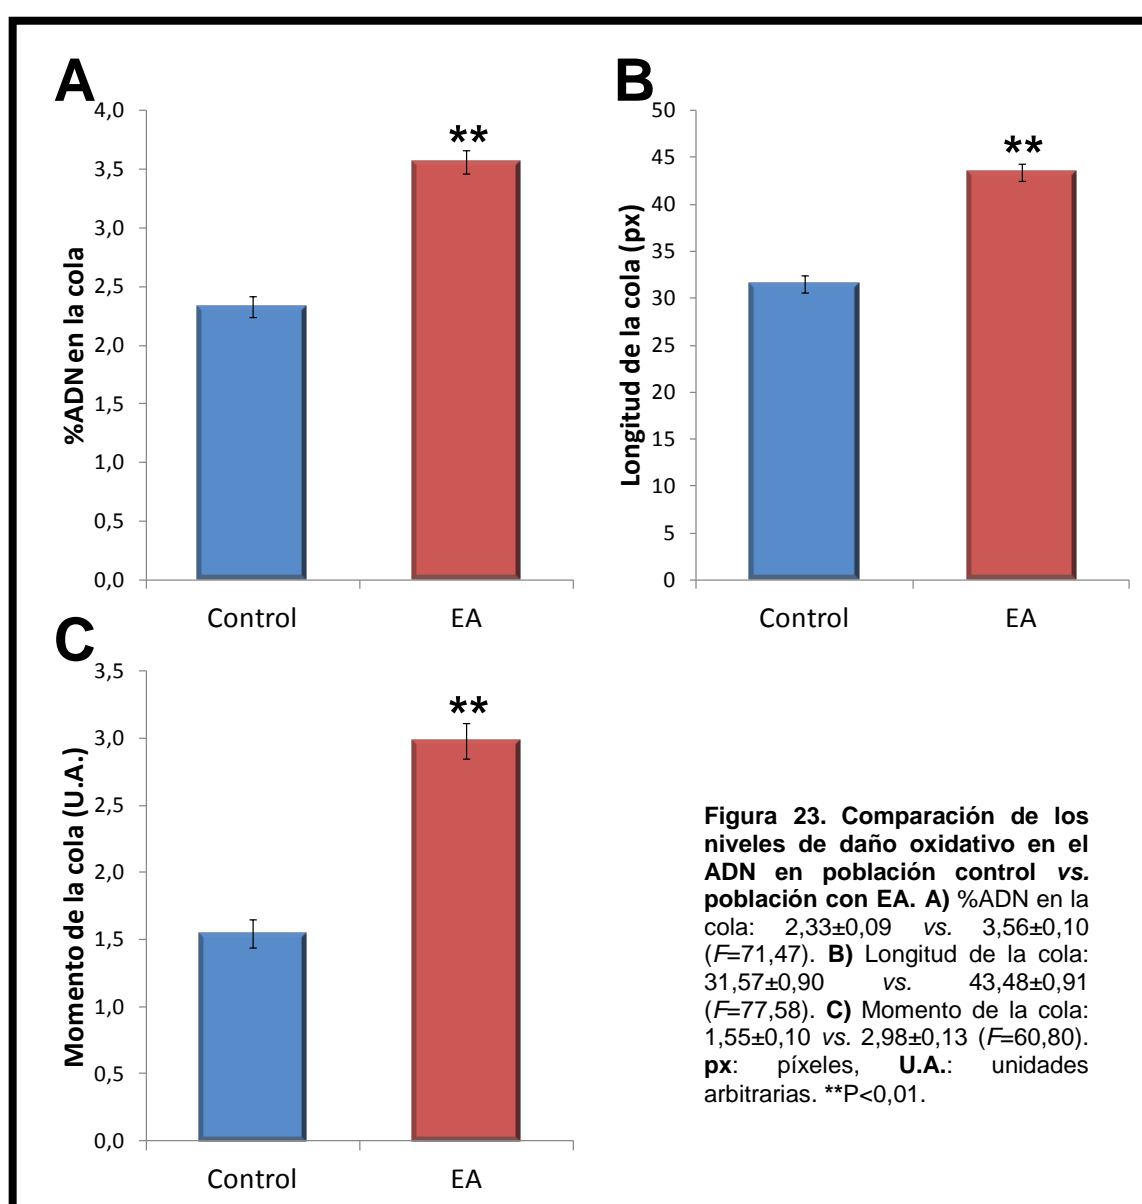 A
4,0
3,5
3,0
2,5
2,0
1,5
1,0
0,5
0,0
%ADN en la cola
**
Control EA
B
50
45
40
35
30
25
20
15
10
5
0
Longitud de la cola (px)
**
Control EA
C
3,5
3,0
2,5
2,0
1,5
1,0
0,5
0,0
Momento de la cola (U.A.)
**
Control EA
Figura 23. Comparación de los
niveles de daño oxidativo en el
ADN en población control vs.
población con EA. A) %ADN en la
cola: 2,33±0,09 vs. 3,56±0,10
(F=71,47). B) Longitud de la cola:
31,57±0,90 vs. 43,48±0,91
(F=77,58). C) Momento de la cola:
1,55±0,10 vs. 2,98±0,13 (F=60,80).
px: píxeles, U.A.: unidades
arbitrarias. **P<0,01.